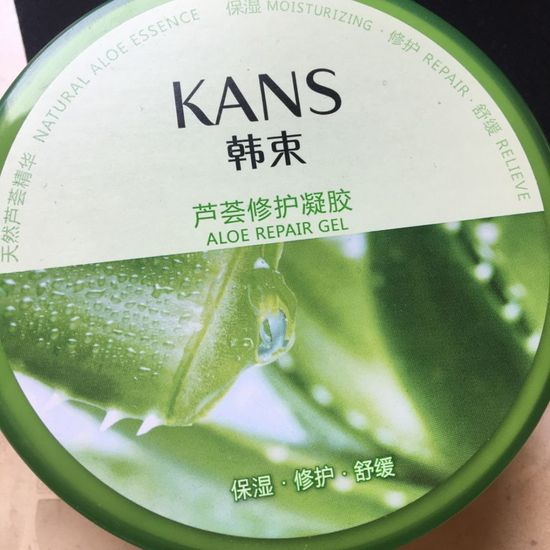 天然芦荟精华 NATURAL ALOE ESSENCE
保湿 MOISTURIZING · 修护 REPAIR · 舒缓 RELIEVE
KANS
韩束
芦荟修护凝胶
ALOE REPAIR GEL
保湿 · 修护 · 舒缓